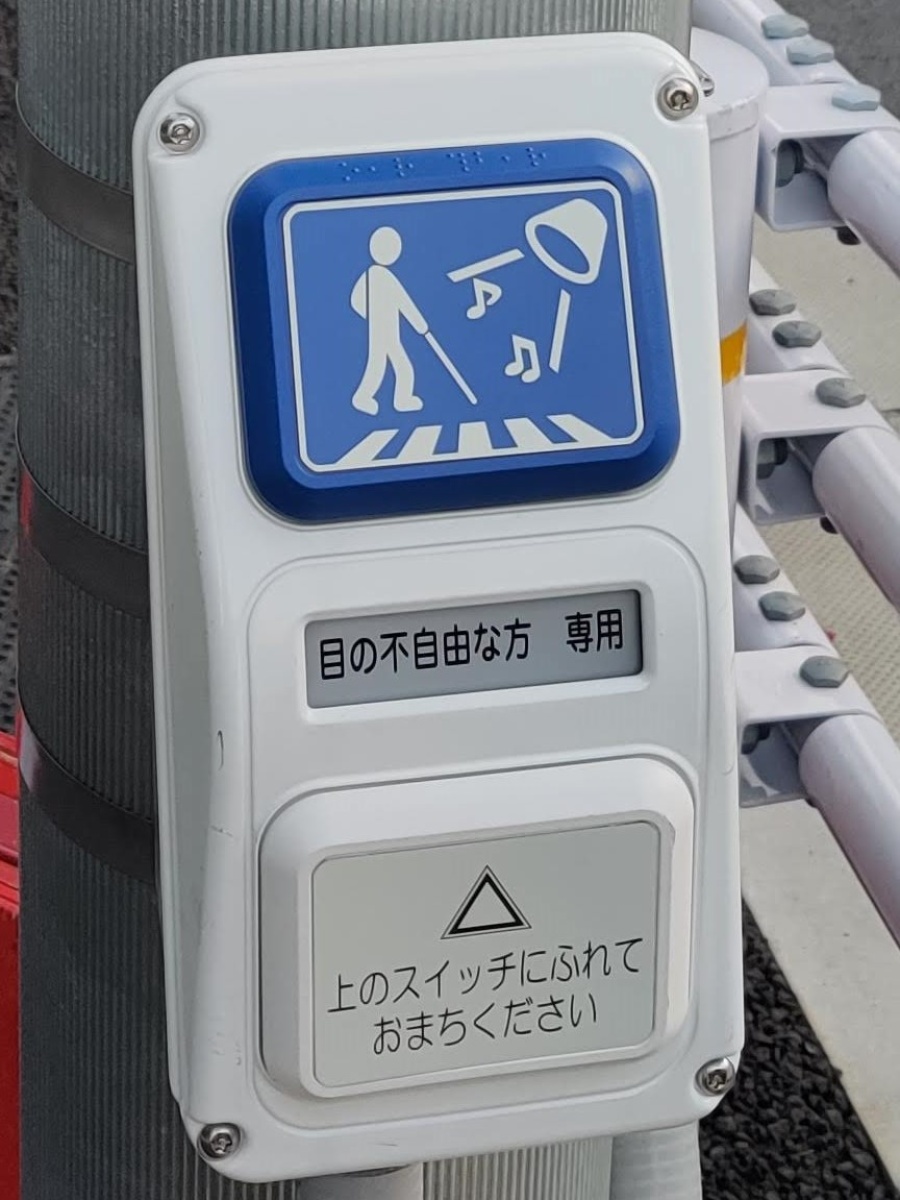 目の不自由な方　専用
上のスイッチにふれて
おまちください